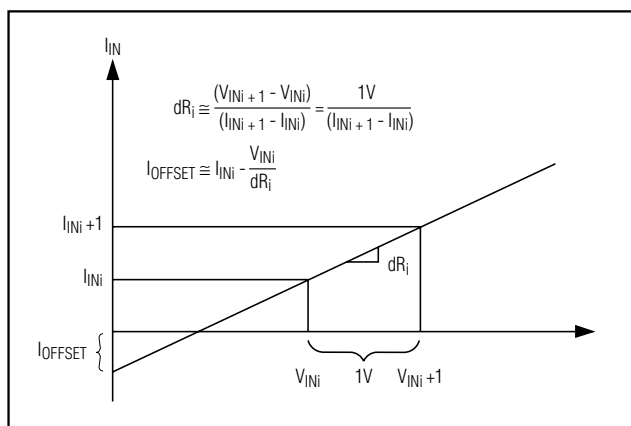 I_IN
dR_i ≅ (V_INi + 1 - V_INi) / (I_INi + 1 - I_INi) = 1V / (I_INi + 1 - I_INi)
I_OFFSET ≅ I_INi - V_INi / dR_i
I_INi +1
I_INi
dR_i
I_OFFSET {
V_INi 1V V_INi +1